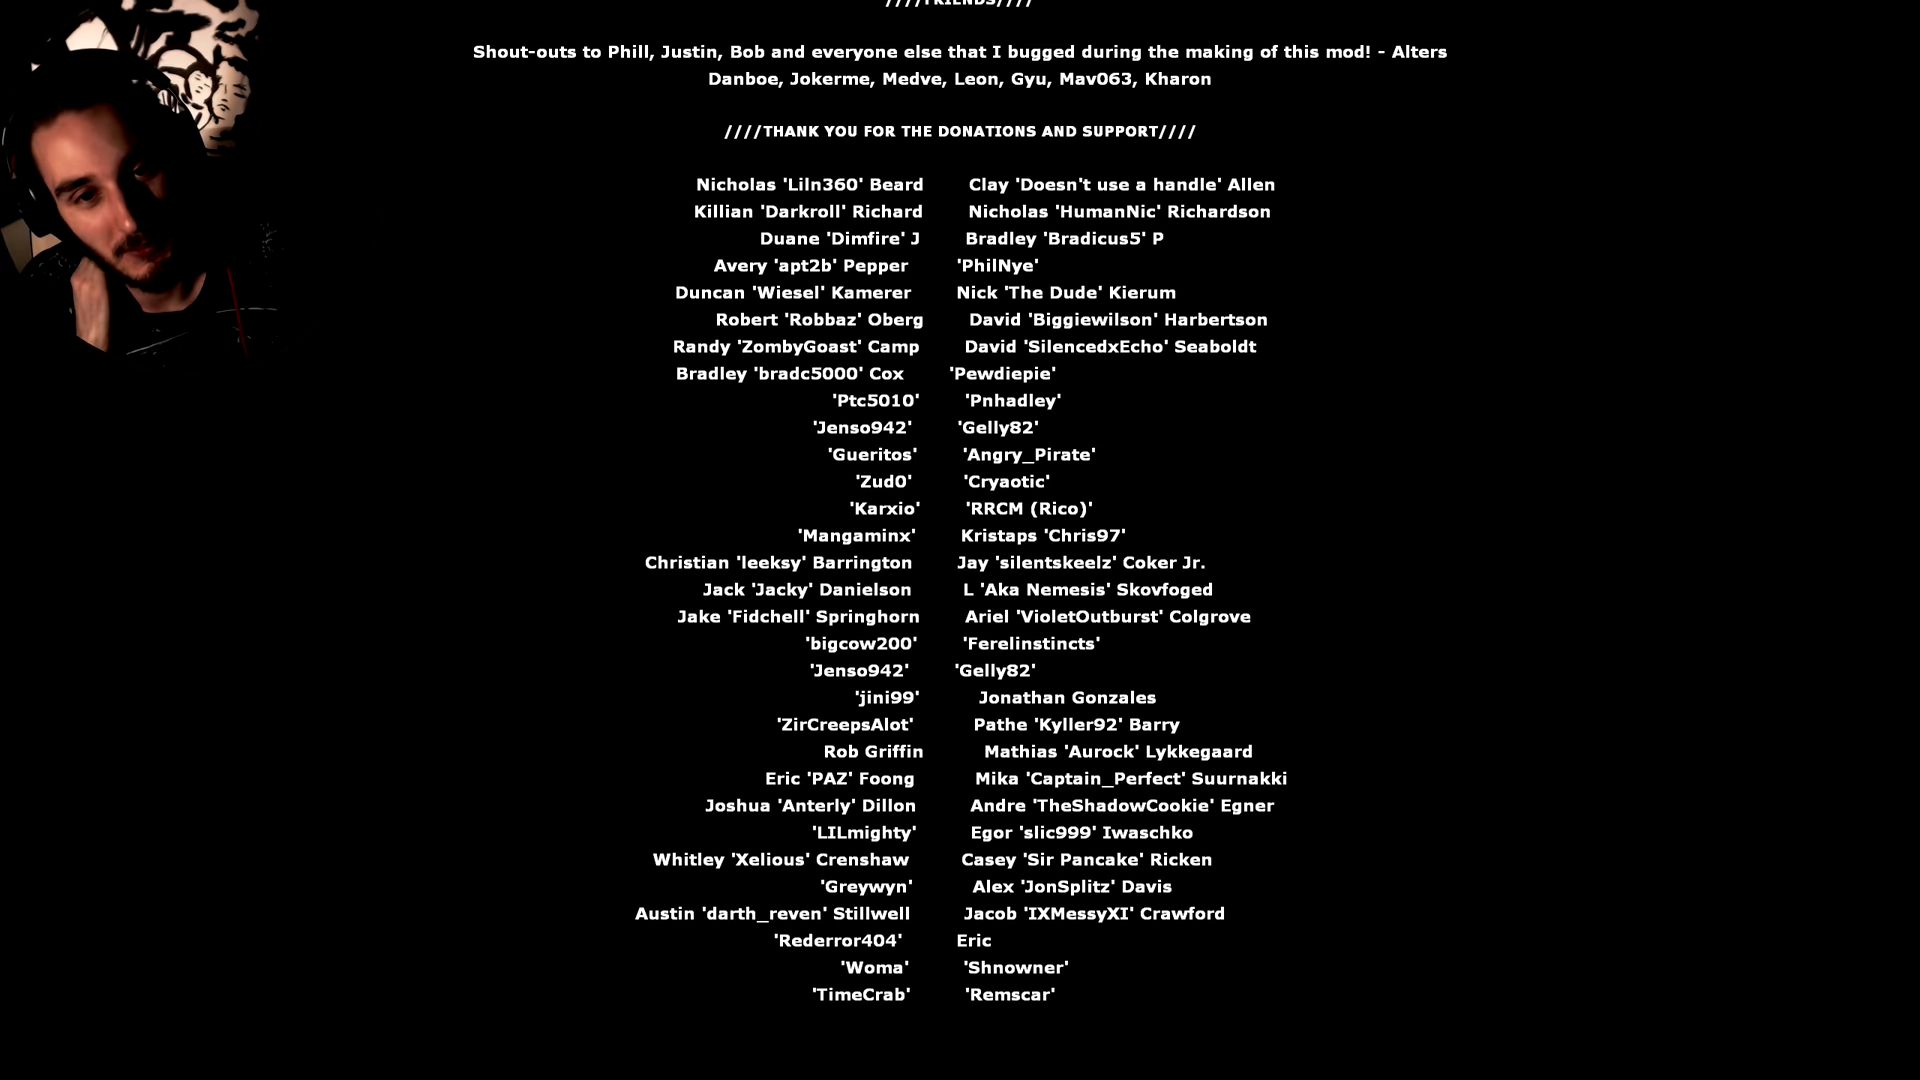 ////FRIENDS////
Shout-outs to Phill, Justin, Bob and everyone else that I bugged during the making of this mod! - Alters
Danboe, Jokerme, Medve, Leon, Gyu, Mav063, Kharon
////THANK YOU FOR THE DONATIONS AND SUPPORT////
Nicholas 'Liln360' Beard Clay 'Doesn't use a handle' Allen
Killian 'Darkroll' Richard Nicholas 'HumanNic' Richardson
Duane 'Dimfire' J Bradley 'Bradicus5' P
Avery 'apt2b' Pepper 'PhilNye'
Duncan 'Wiesel' Kamerer Nick 'The Dude' Kierum
Robert 'Robbaz' Oberg David 'Biggiewilson' Harbertson
Randy 'ZombyGoast' Camp David 'SilencedxEcho' Seaboldt
Bradley 'bradc5000' Cox 'Pewdiepie'
'Ptc5010' 'Pnhadley'
'Jenso942' 'Gelly82'
'Gueritos' 'Angry_Pirate'
'Zud0' 'Cryaotic'
'Karxio' 'RRCM (Rico)'
'Mangaminx' Kristaps 'Chris97'
Christian 'leeksy' Barrington Jay 'silentskeelz' Coker Jr.
Jack 'Jacky' Danielson L 'Aka Nemesis' Skovfoged
Jake 'Fidchell' Springhorn Ariel 'VioletOutburst' Colgrove
'bigcow200' 'Ferelinstincts'
'Jenso942' 'Gelly82'
'jini99' Jonathan Gonzales
'ZirCreepsAlot' Pathe 'Kyller92' Barry
Rob Griffin Mathias 'Aurock' Lykkegaard
Eric 'PAZ' Foong Mika 'Captain_Perfect' Suurnakki
Joshua 'Anterly' Dillon Andre 'TheShadowCookie' Egner
'LILmighty' Egor 'slic999' Iwaschko
Whitley 'Xelious' Crenshaw Casey 'Sir Pancake' Ricken
'Greywyn' Alex 'JonSplitz' Davis
Austin 'darth_reven' Stillwell Jacob 'IXMessyXI' Crawford
'Rederror404' Eric
'Woma' 'Shnowner'
'TimeCrab' 'Remscar'